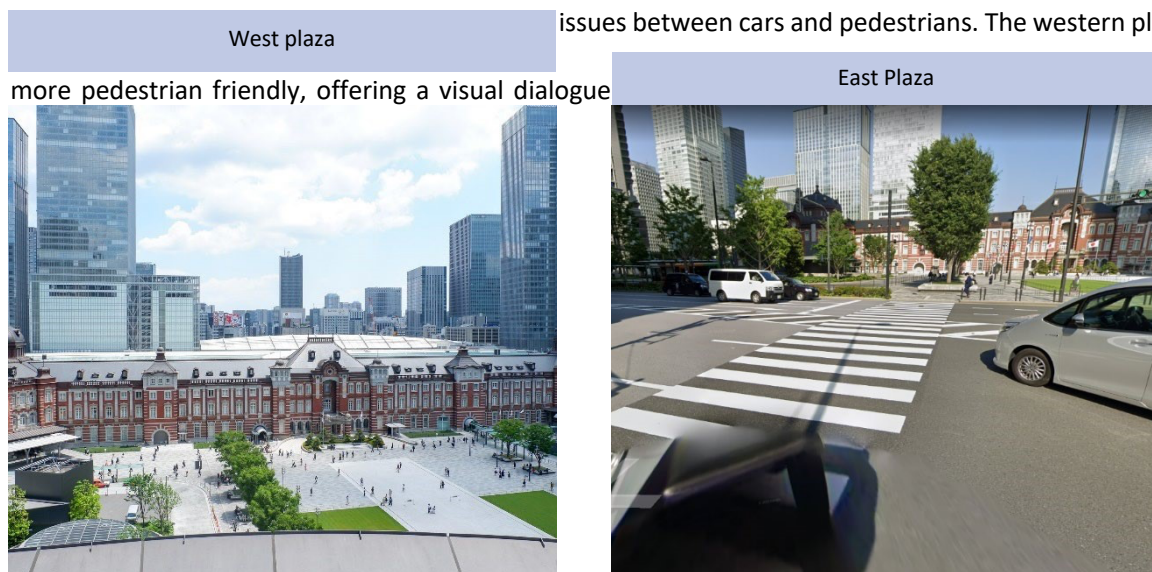 issues between cars and pedestrians. The western pl
West plaza
more pedestrian friendly, offering a visual dialogue
East Plaza